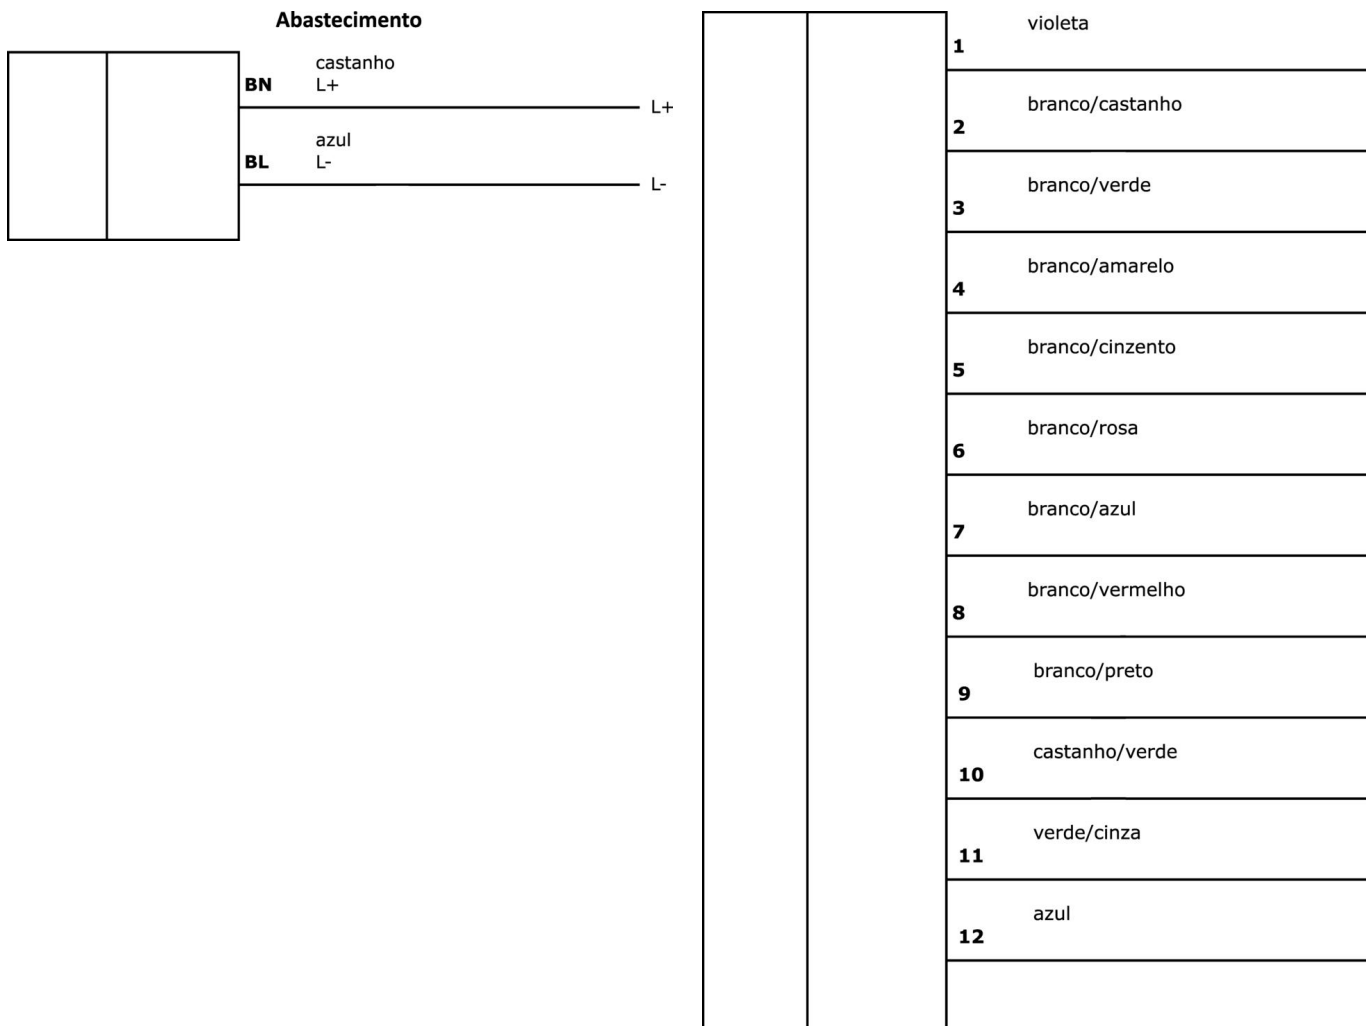 Abastecimento
castanho
BN L+
L+
azul
BL L-
L-
violeta
1
branco/castanho
2
branco/verde
3
branco/amarelo
4
branco/cinzento
5
branco/rosa
6
branco/azul
7
branco/vermelho
8
branco/preto
9
castanho/verde
10
verde/cinza
11
azul
12